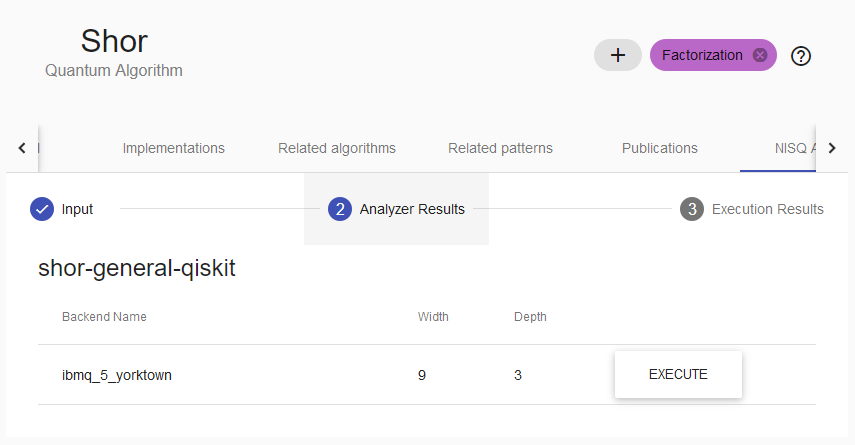 Shor
Quantum Algorithm
+ Factorization
Implementations Related algorithms Related patterns Publications NISQ A
Input 2 Analyzer Results 3 Execution Results
shor-general-qiskit
Backend Name Width Depth
ibmq_5_yorktown 9 3 EXECUTE